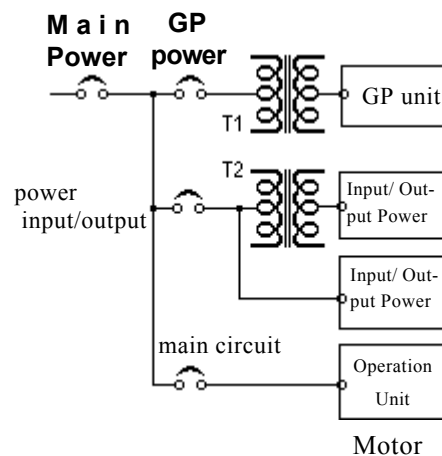 Main
Power
GP
power
T1
GP unit
T2
power
input/output
Input/ Out-
put Power
Input/ Out-
put Power
main circuit
Operation
Unit
Motor